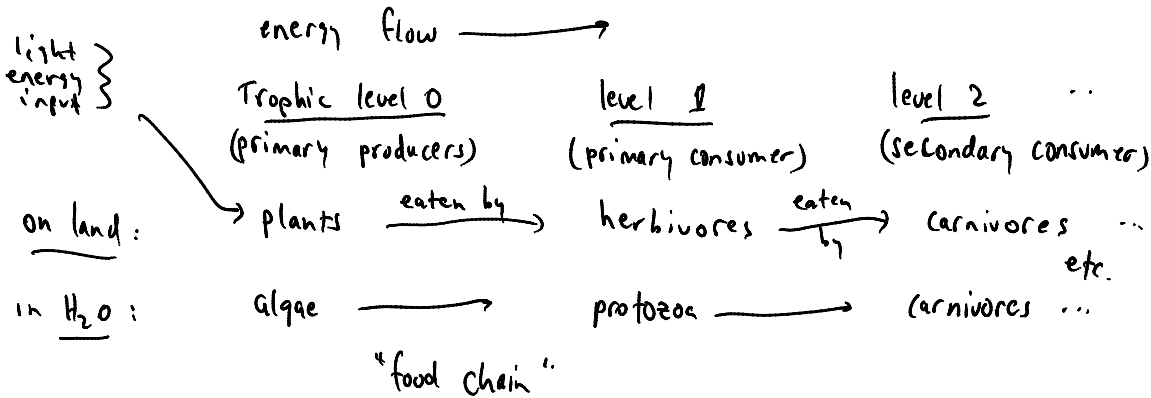 energy flow
light
energy
input
Trophic level 0 level 1 level 2 ..
(primary producers) (primary consumer) (secondary consumer)
on land: plants eaten by herbivores eaten by carnivores ...
etc.
in H₂O: algae protozoa carnivores ...
"food chain"